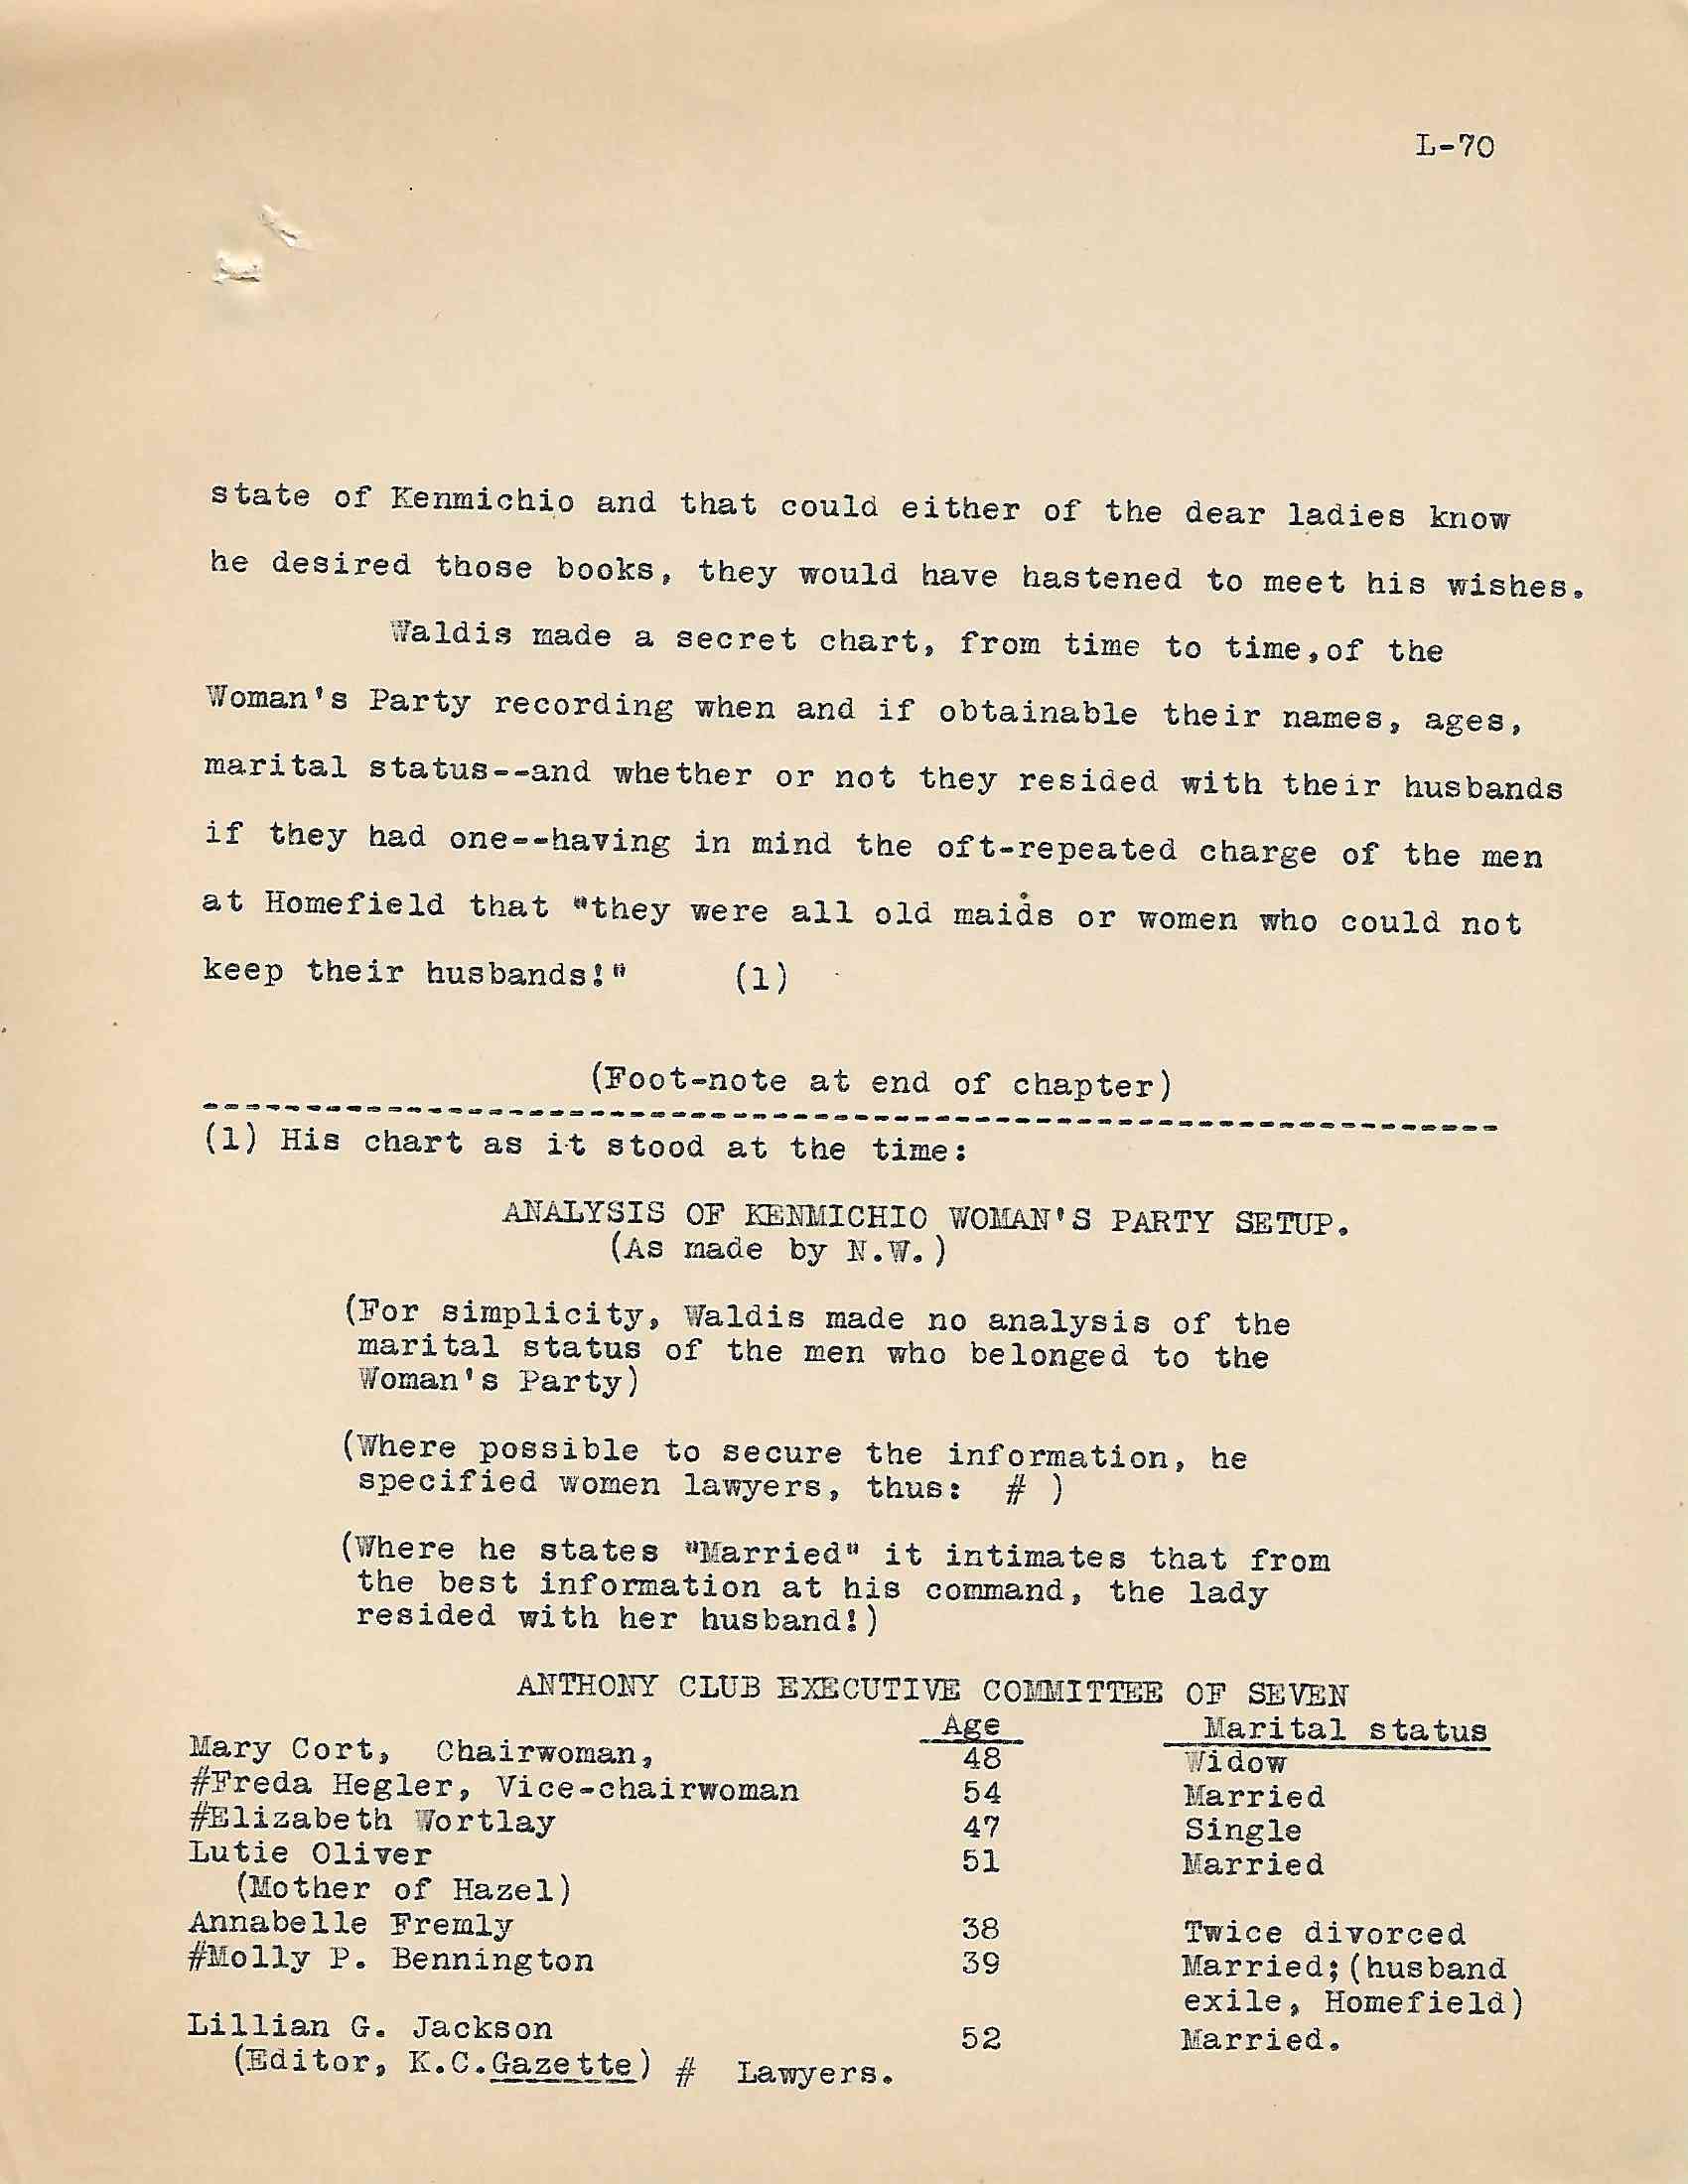 L-70
state of Kenmichio and that could either of the dear ladies know
he desired those books, they would have hastened to meet his wishes.
Waldis made a secret chart, from time to time,of the
Woman's Party recording when and if obtainable their names, ages,
marital status--and whether or not they resided with their husbands
if they had one--having in mind the oft-repeated charge of the men
at Homefield that "they were all old maids or women who could not
keep their husbands!" (1)
(Foot-note at end of chapter)
----------------------------------------------------------------
(1) His chart as it stood at the time:
ANALYSIS OF KENMICHIO WOMAN'S PARTY SETUP.
(As made by N.W.)
(For simplicity, Waldis made no analysis of the
marital status of the men who belonged to the
Woman's Party)
(Where possible to secure the information, he
specified women lawyers, thus: # )
(Where he states "Married" it intimates that from
the best information at his command, the lady
resided with her husband!)
ANTHONY CLUB EXECUTIVE COMMITTEE OF SEVEN
Age Marital status
Mary Cort, Chairwoman, 48 Widow
#Freda Hegler, Vice-chairwoman 54 Married
#Elizabeth Wortlay 47 Single
Lutie Oliver 51 Married
(Mother of Hazel)
Annabelle Fremly 38 Twice divorced
#Molly P. Bennington 39 Married;(husband
exile, Homefield)
Lillian G. Jackson 52 Married.
(Editor, K.C.Gazette) # Lawyers.